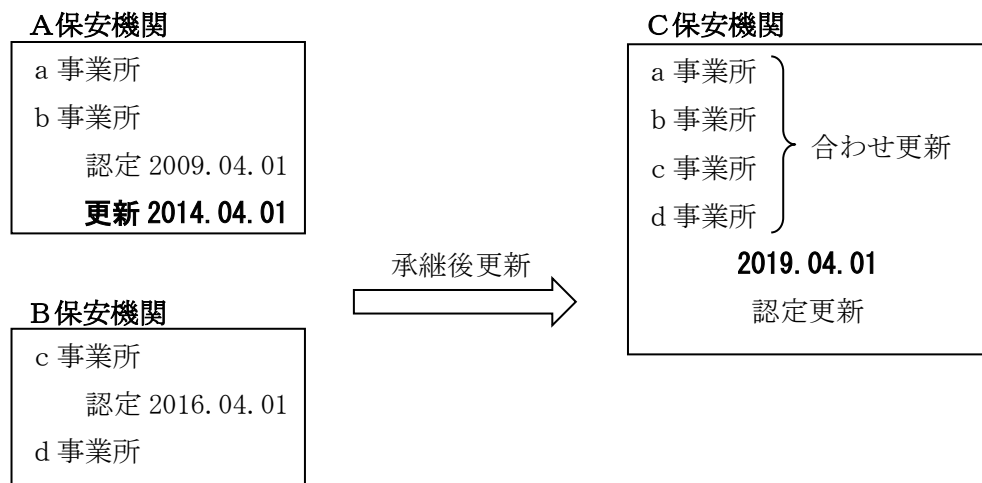 A保安機関
a 事業所
b 事業所
認定 2009.04.01
更新 2014.04.01
B保安機関
c 事業所
認定 2016.04.01
d 事業所
承継後更新
C保安機関
a 事業所
b 事業所
c 事業所
d 事業所
合わせ更新
2019.04.01
認定更新